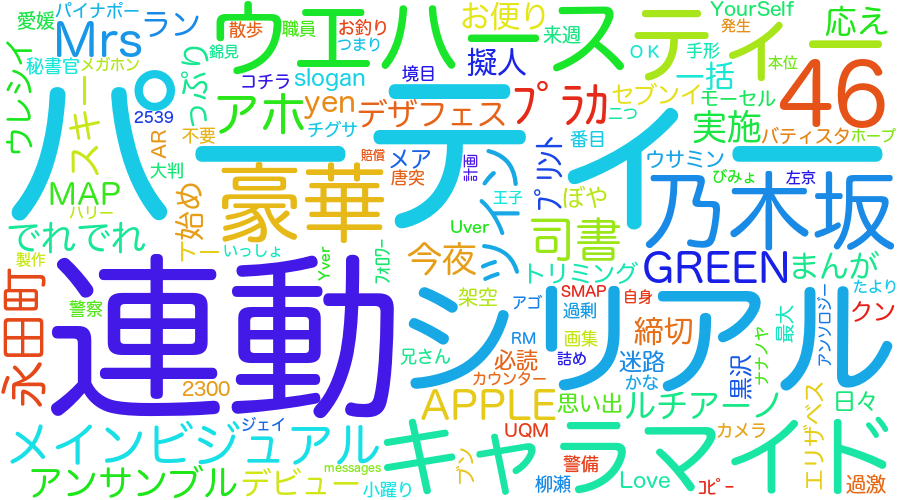 愛媛
パイナポー
Mrs
ラン
散歩
職員
お釣り
つまり
お便り
来週
YourSelf
発生
応え
ウエハース
ティー
46
パーティー
秘書官
メガホン
錦見
コチラ
slogan
境目
擬人
ＯＫ
手形
一括
本位
ウレシイ
スキー
っぷり
アホ
yen
デザフェス
プラカ
セブンイ
モーセル
二つ
実施
バティスタ
ホープ
2539
AR
不要
大判
チグサ
賠償
メア
唐突
計画
ツイン
プリント
番目
ウサミン
びみょ
左京
MAP
ハリー
始め
豪華
王子
ぼや
乃木坂
でれでれ
下一
製作
いっしょ
Yver
フォロワー
今夜
Uver
司書
トリミング
GREEN
まんが
たより
永田町
警察
連動
シリアル
架空
アゴ
SMAP
自身
過剰
RM
画集
締切
最大
アンソロジー
クン
兄さん
必読
詰め
迷路
黒沢
ナナノヤ
2300
カウンター
かな
APPLE
思い出
ルチアーノ
エリザベス
日々
ジェイ
メインビジュアル
キャラマイド
UQM
カメラ
アンサンブル
デビュー
messages
小躍り
ブン
警備
柳瀬
Love
コピー
過激